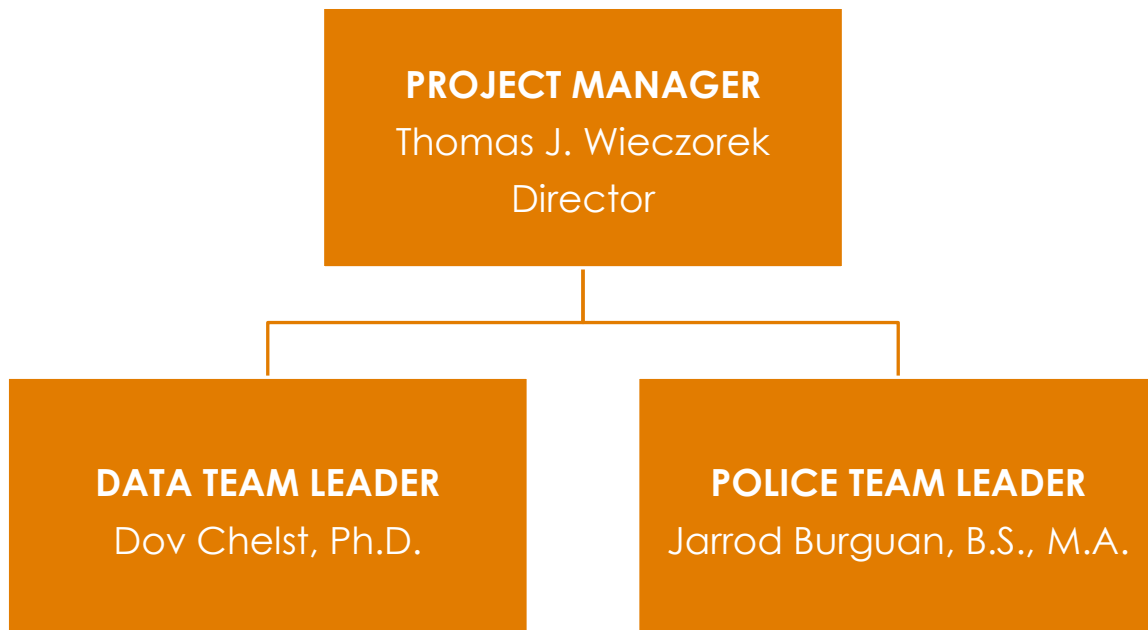 PROJECT MANAGER
Thomas J. Wieczorek
Director
DATA TEAM LEADER
Dov Chelst, Ph.D.
POLICE TEAM LEADER
Jarrod Burguan, B.S., M.A.